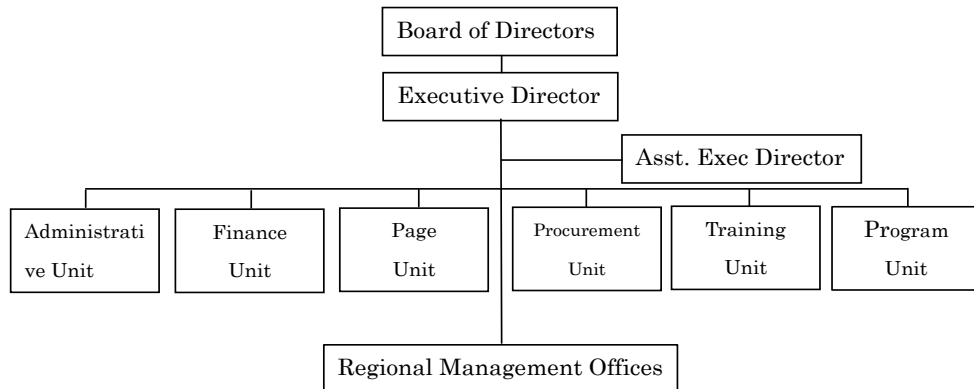 Board of Directors
Executive Director
Asst. Exec Director
Administrati
ve Unit
Finance
Unit
Page
Unit
Procurement
Unit
Training
Unit
Program
Unit
Regional Management Offices